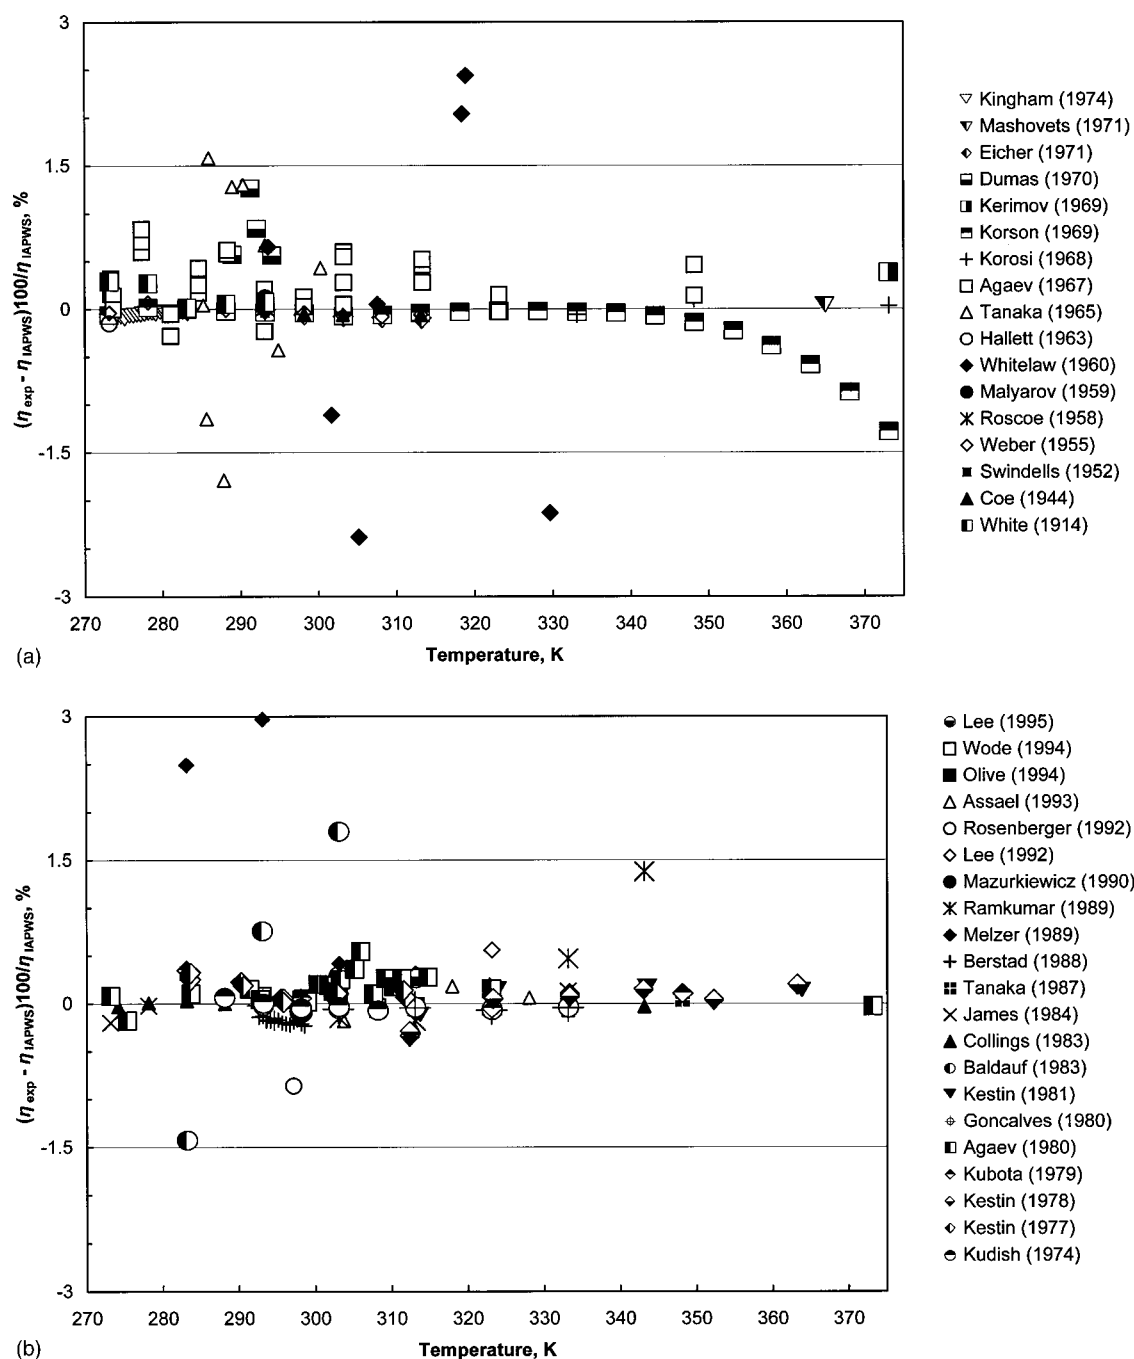 3
1.5
0
-1.5
-3
(η exp - η IAPWS)100/η IAPWS, %
270 280 290 300 310 320 330 340 350 360 370
Temperature, K
(a)
Kingham (1974)
Mashovets (1971)
Eicher (1971)
Dumas (1970)
Kerimov (1969)
Korson (1969)
Korosi (1968)
Agaev (1967)
Tanaka (1965)
Hallett (1963)
Whitelaw (1960)
Malyarov (1959)
Roscoe (1958)
Weber (1955)
Swindells (1952)
Coe (1944)
White (1914)
3
1.5
0
-1.5
-3
(η exp - η IAPWS)100/η IAPWS, %
270 280 290 300 310 320 330 340 350 360 370
Temperature, K
(b)
Lee (1995)
Wode (1994)
Olive (1994)
Assael (1993)
Rosenberger (1992)
Lee (1992)
Mazurkiewicz (1990)
Ramkumar (1989)
Melzer (1989)
Berstad (1988)
Tanaka (1987)
James (1984)
Collings (1983)
Baldauf (1983)
Kestin (1981)
Goncalves (1980)
Agaev (1980)
Kubota (1979)
Kestin (1978)
Kestin (1977)
Kudish (1974)